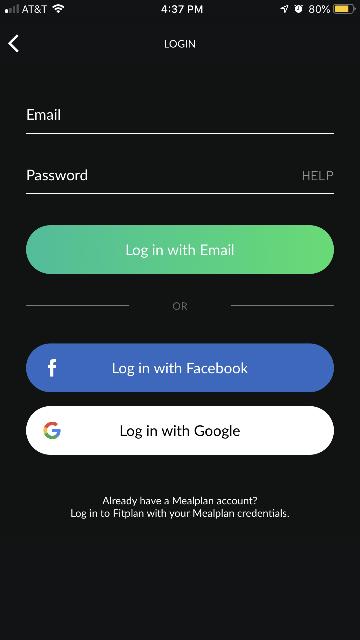 AT&T 4:37 PM 80%
LOGIN
Email
Password HELP
Log in with Email
OR
f Log in with Facebook
G Log in with Google
Already have a Mealplan account?
Log in to Fitplan with your Mealplan credentials.